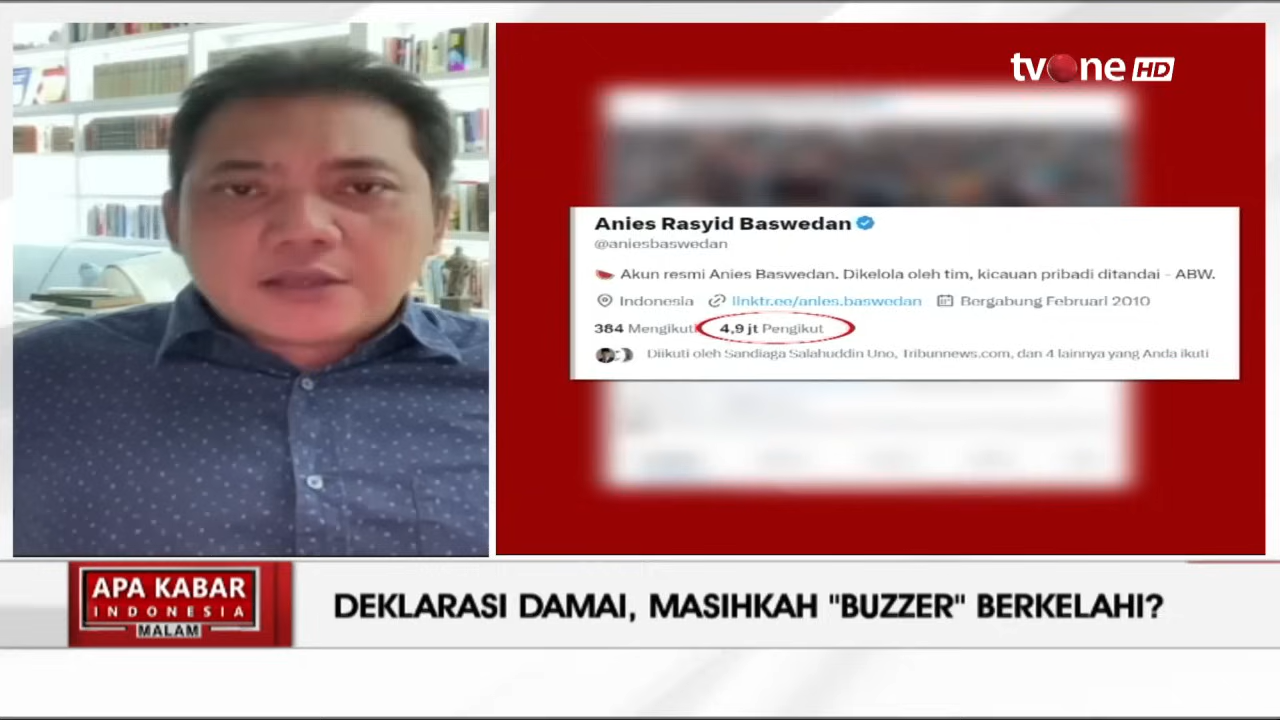 tvOne HD
Anies Rasyid Baswedan
@aniesbaswedan
Akun resmi Anies Baswedan. Dikelola oleh tim, kicauan pribadi ditandai - ABW.
Indonesia linktr.ee/anies.baswedan Bergabung Februari 2010
384 Mengikuti 4,9 jt Pengikut
Diikuti oleh Sandiaga Salahuddin Uno, Tribunnews.com, dan 4 lainnya yang Anda ikuti
APA KABAR
INDONESIA
MALAM
DEKLARASI DAMAI, MASIHKAH "BUZZER" BERKELAHI?